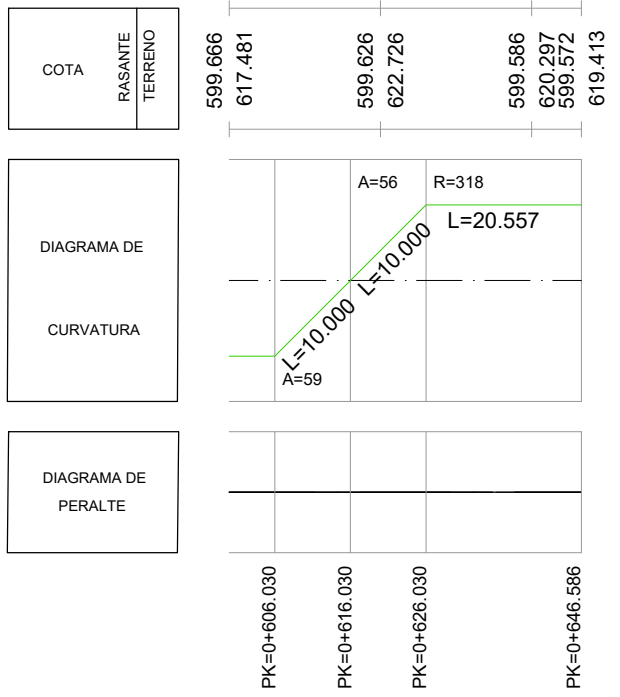 COTA
RASANTE
TERRENO
599.666
617.481
599.626
622.726
599.586
620.297
599.572
619.413
DIAGRAMA DE
CURVATURA
A=59
L=10.000
L=10.000
A=56
R=318
L=20.557
DIAGRAMA DE
PERALTE
PK=0+606.030
PK=0+616.030
PK=0+626.030
PK=0+646.586